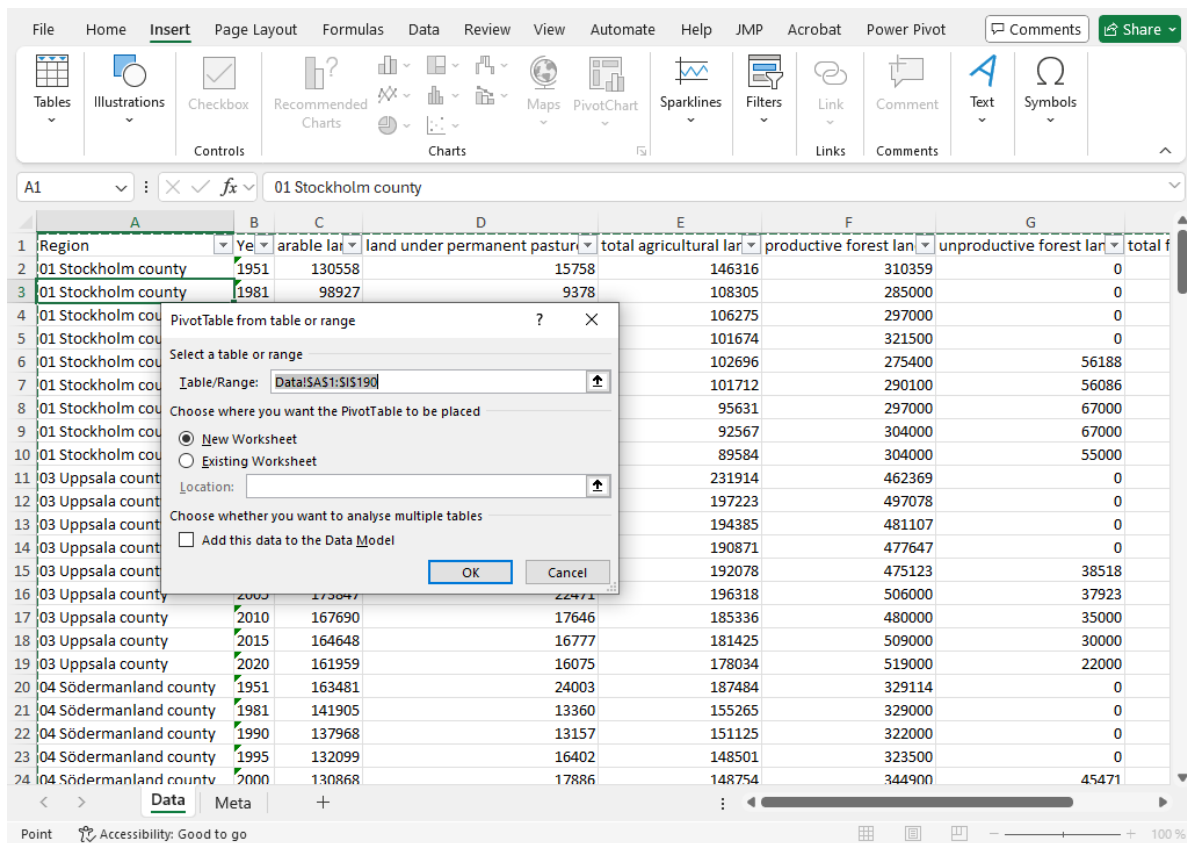 File Home Insert Page Layout Formulas Data Review View Automate Help JMP Acrobat Power Pivot Comments Share
Tables Illustrations Checkbox Recommended Charts Maps PivotChart Sparklines Filters Link Comment Text Symbols
Controls Charts Links Comments
A1 fx 01 Stockholm county
A B C D E F G
1 Region Ye arable lar land under permanent pastur total agricultural lar productive forest lan unproductive forest lan total f
2 01 Stockholm county 1951 130558 15758 146316 310359 0
3 01 Stockholm county 1981 98927 9378 108305 285000 0
4 01 Stockholm cou 106275 297000 0
5 01 Stockholm cou 101674 321500 0
6 01 Stockholm cou 102696 275400 56188
7 01 Stockholm cou 101712 290100 56086
8 01 Stockholm cou 95631 297000 67000
9 01 Stockholm cou 92567 304000 67000
10 01 Stockholm cou 89584 304000 55000
11 03 Uppsala count 231914 462369 0
12 03 Uppsala count 197223 497078 0
13 03 Uppsala count 194385 481107 0
14 03 Uppsala count 190871 477647 0
15 03 Uppsala count 192078 475123 38518
16 03 Uppsala county 2005 173847 22471 196318 506000 37923
17 03 Uppsala county 2010 167690 17646 185336 480000 35000
18 03 Uppsala county 2015 164648 16777 181425 509000 30000
19 03 Uppsala county 2020 161959 16075 178034 519000 22000
20 04 Södermanland county 1951 163481 24003 187484 329114 0
21 04 Södermanland county 1981 141905 13360 155265 329000 0
22 04 Södermanland county 1990 137968 13157 151125 322000 0
23 04 Södermanland county 1995 132099 16402 148501 323500 0
24 04 Södermanland county 2000 130868 17886 148754 344900 45471
PivotTable from table or range ?
Select a table or range
Table/Range: Data!$A$1:$I$190
Choose where you want the PivotTable to be placed
New Worksheet
Existing Worksheet
Location:
Choose whether you want to analyse multiple tables
Add this data to the Data Model
OK Cancel
Data Meta
Point Accessibility: Good to go 100 %